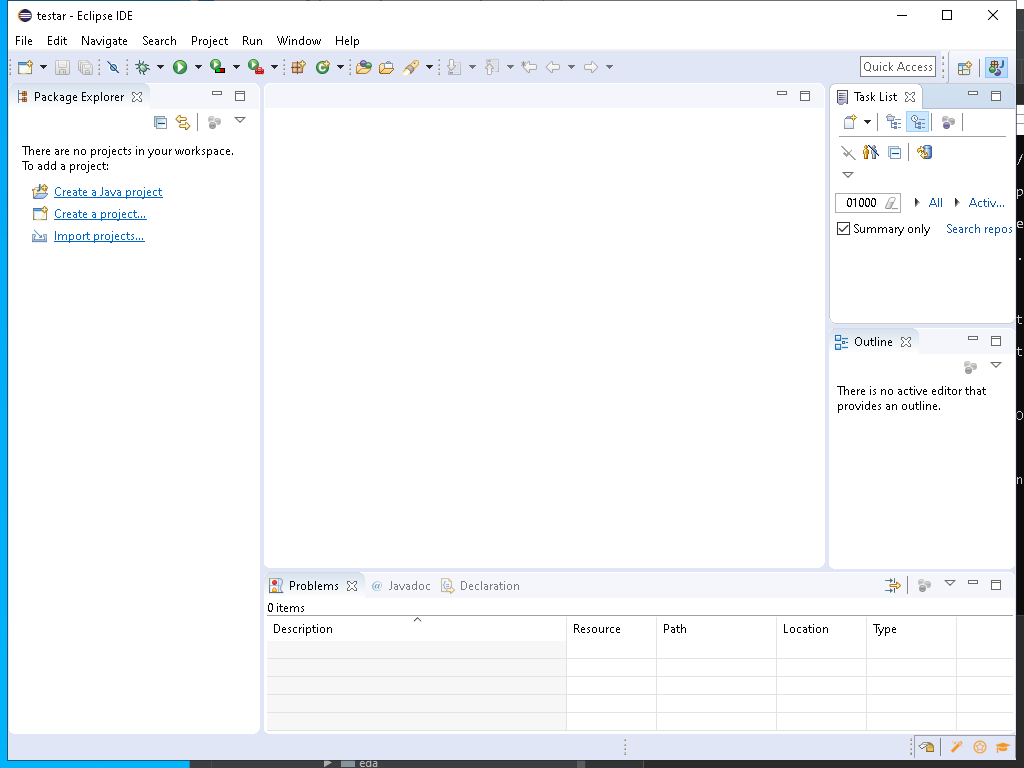 testar - Eclipse IDE
File Edit Navigate Search Project Run Window Help
Quick Access
Package Explorer
There are no projects in your workspace.
To add a project:
Create a Java project
Create a project...
Import projects...
Task List
01000 All Activ...
Summary only Search repos
Outline
There is no active editor that
provides an outline.
Problems @ Javadoc Declaration
0 items
Description Resource Path Location Type
eda